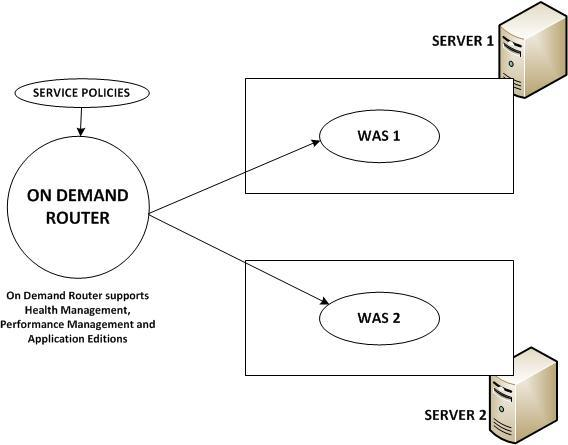 SERVER 1
SERVICE POLICIES
WAS 1
ON DEMAND
ROUTER
On Demand Router supports
Health Management,
Performance Management and
Application Editions
WAS 2
SERVER 2